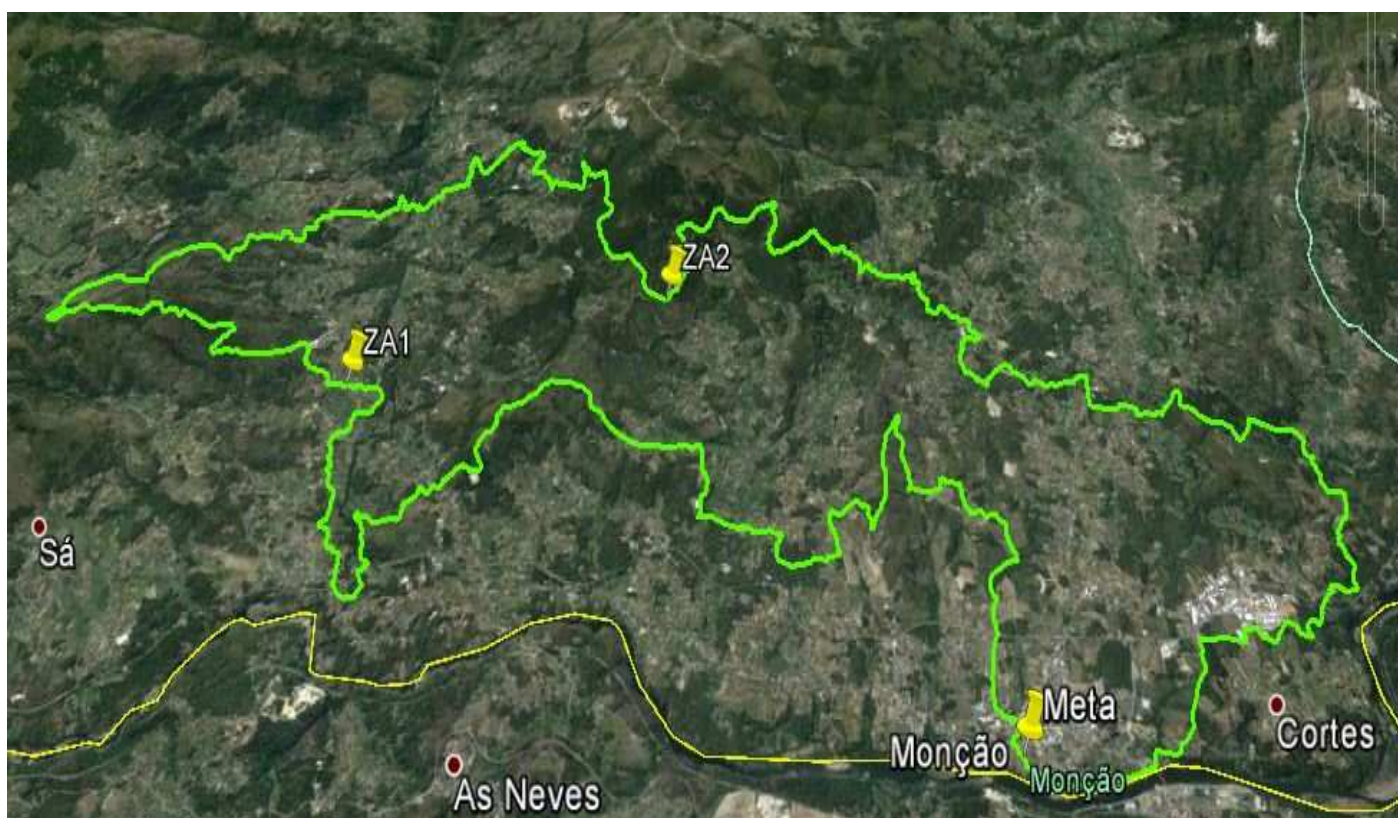 ZA2
ZA1
Sá
Meta
Cortes
Monção
Monção
As Neves